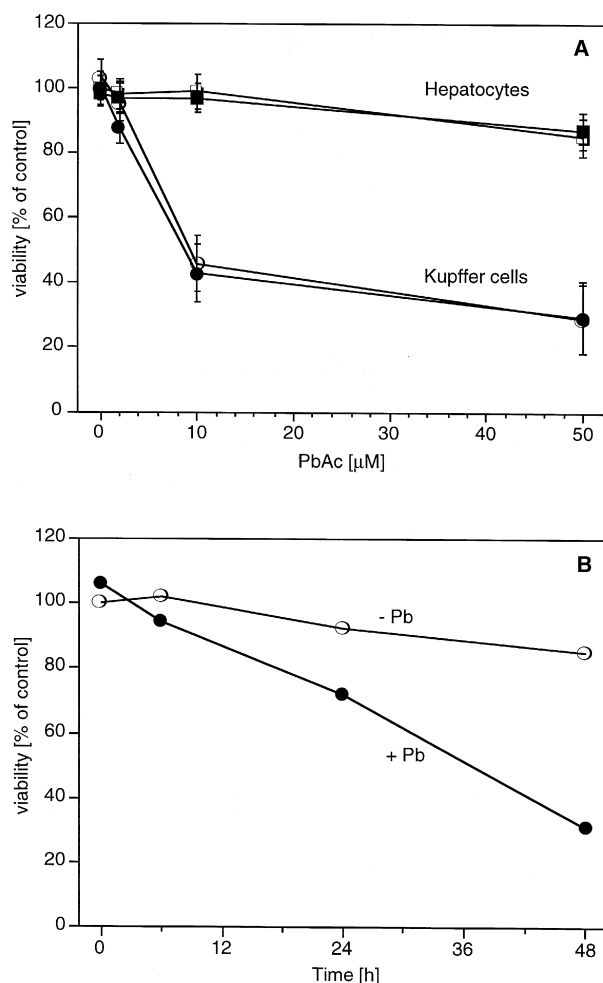 A
120
100
80
60
40
20
0
viability [% of control]
Hepatocytes
Kupffer cells
0
10
20
30
40
50
PbAc [µM]
B
120
100
80
60
40
20
0
viability [% of control]
- Pb
+ Pb
0
12
24
36
48
Time [h]